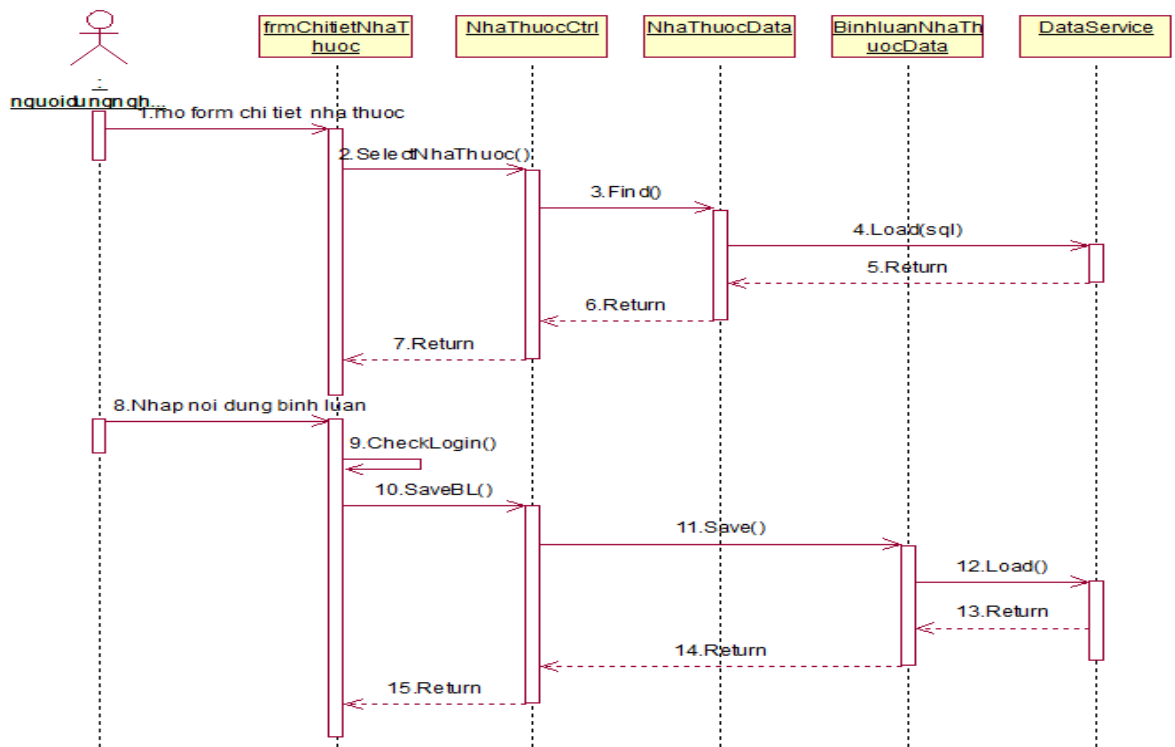 frmChitietNhaT
huoc
NhaThuocCtrl
NhaThuocData
BinhluanNhaTh
uocData
DataService
:
nguoidungngh...
1.mo form chi tiet nha thuoc
2.SelectNhaThuoc()
3.Find()
4.Load(sql)
5.Return
6.Return
7.Return
8.Nhap noi dung binh luan
9.CheckLogin()
10.SaveBL()
11.Save()
12.Load()
13.Return
14.Return
15.Return